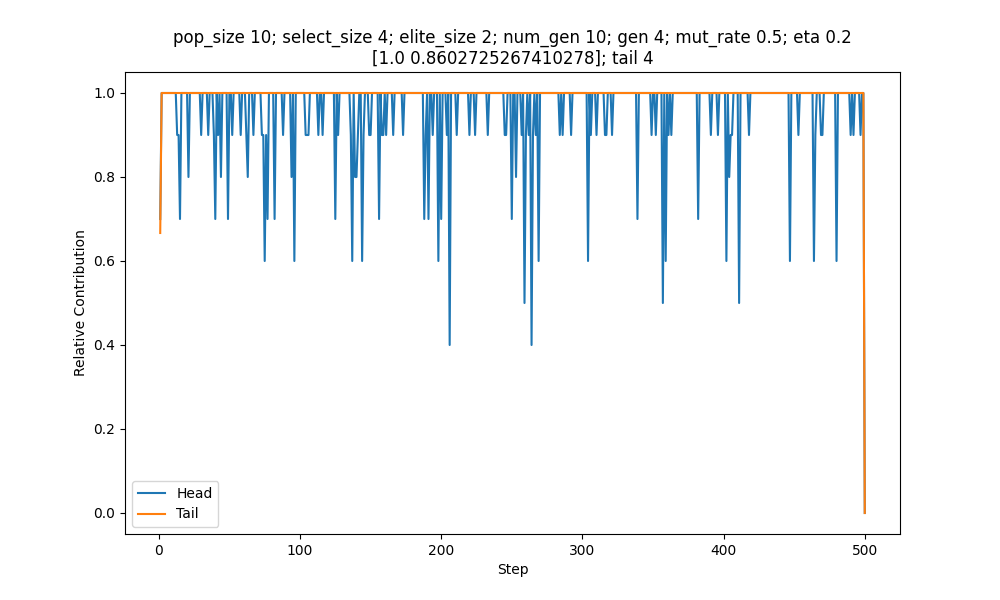 pop_size 10; select_size 4; elite_size 2; num_gen 10; gen 4; mut_rate 0.5; eta 0.2
[1.0 0.8602725267410278]; tail 4
1.0
0.8
0.6
0.4
0.2
0.0
Relative Contribution
Head
Tail
0
100
200
300
400
500
Step